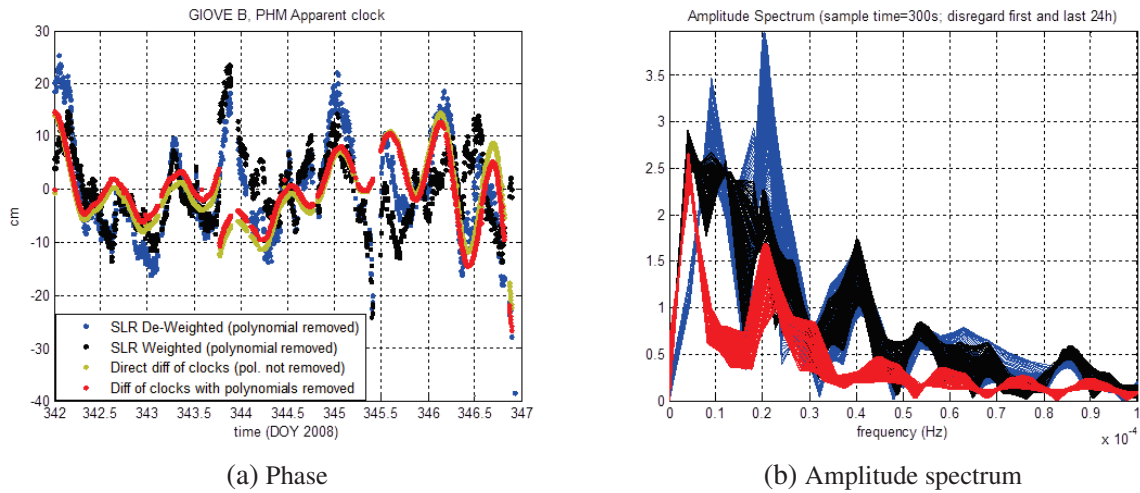 GIOVE B, PHM Apparent clock
30
20
10
0
-10
-20
-30
-40
cm
SLR De-Weighted (polynomial removed)
SLR Weighted (polynomial removed)
Direct diff of clocks (pol. not removed)
Diff of clocks with polynomials removed
342 342.5 343 343.5 344 344.5 345 345.5 346 346.5 347
time (DOY 2008)
(a) Phase
Amplitude Spectrum (sample time=300s; disregard first and last 24h)
3.5
3
2.5
2
1.5
1
0.5
0
0 0.1 0.2 0.3 0.4 0.5 0.6 0.7 0.8 0.9 1
frequency (Hz)
x 10⁻⁴
(b) Amplitude spectrum